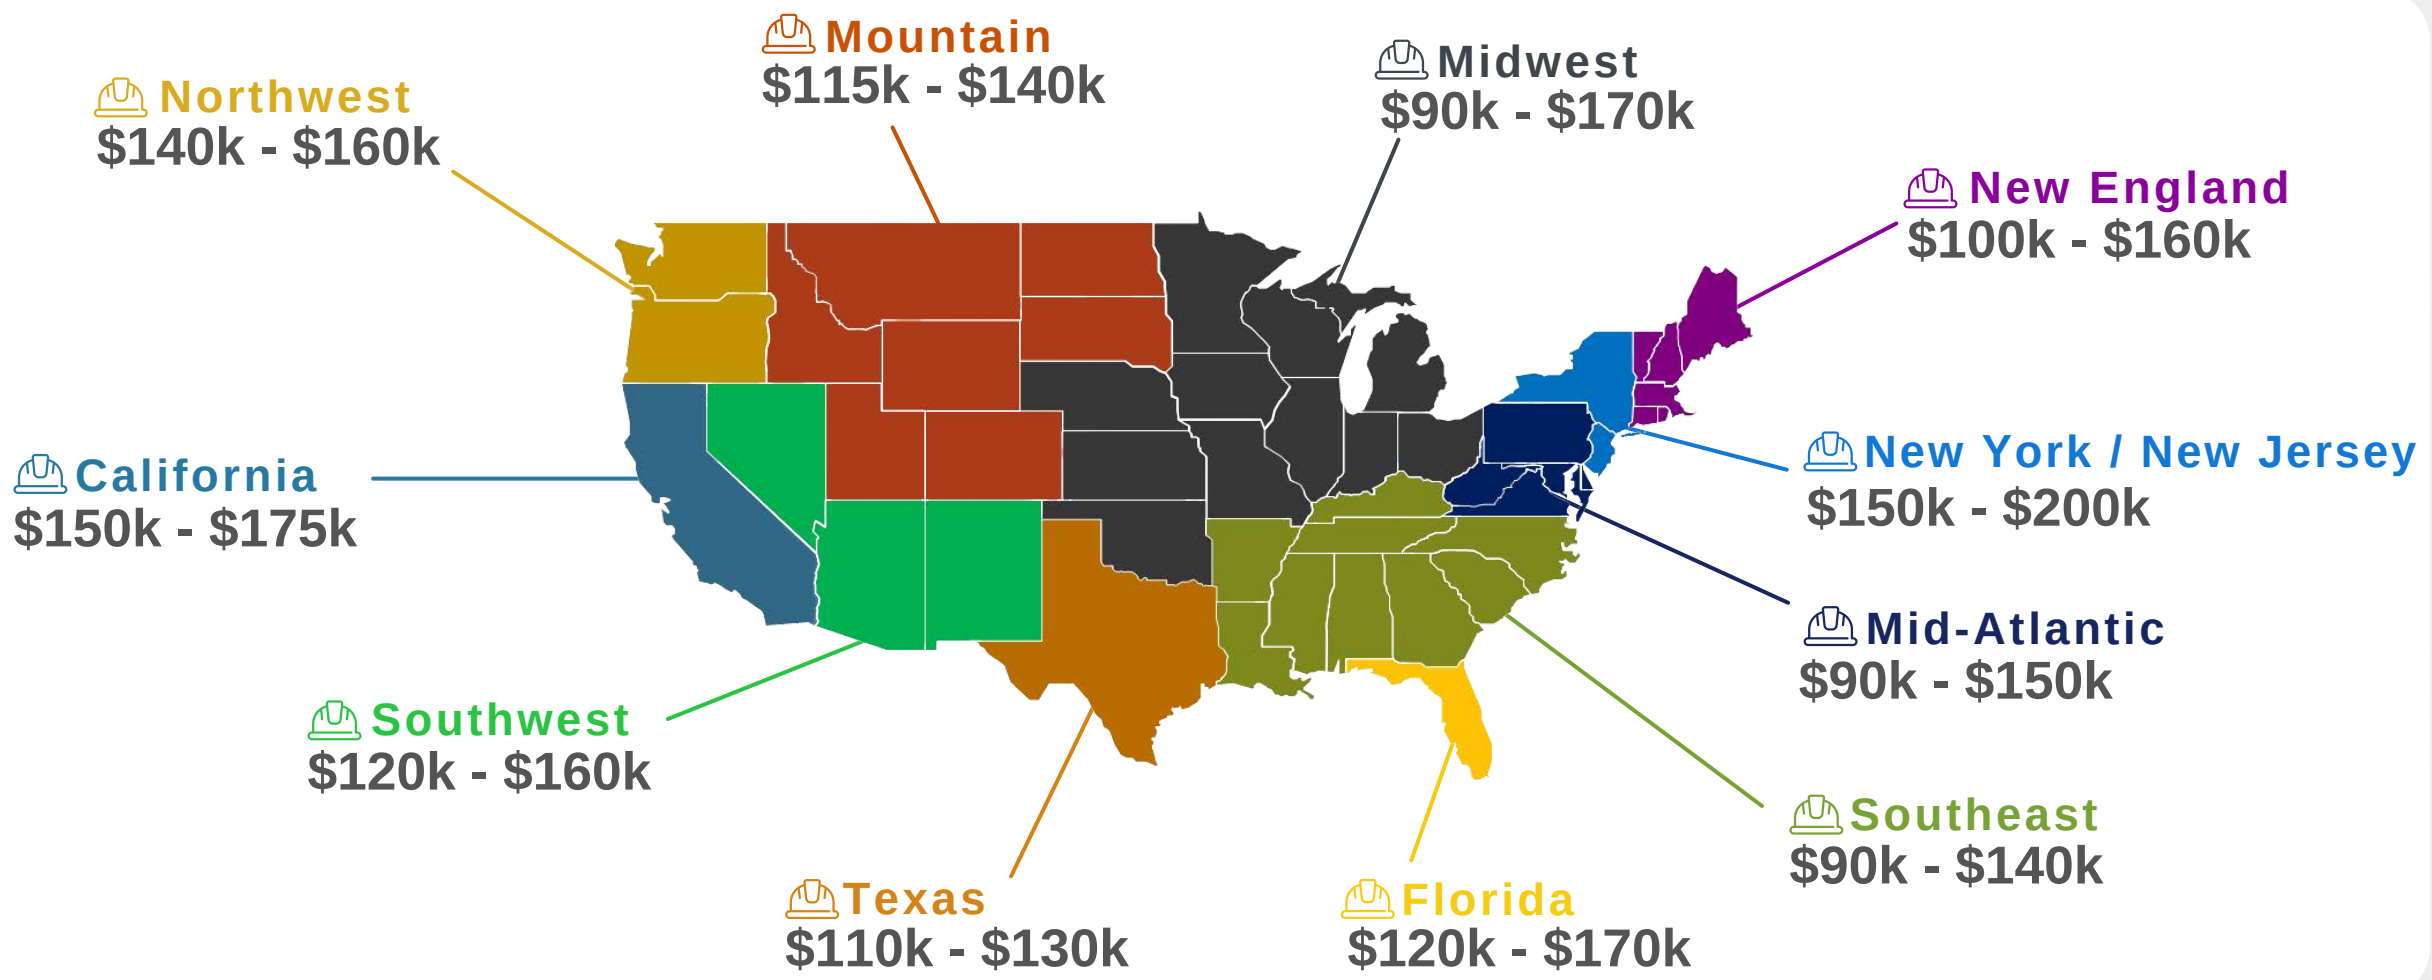 Mountain
$115k - $140k
Midwest
$90k - $170k
Northwest
$140k - $160k
New England
$100k - $160k
New York / New Jersey
$150k - $200k
California
$150k - $175k
Mid-Atlantic
$90k - $150k
Southwest
$120k - $160k
Southeast
$90k - $140k
Texas
$110k - $130k
Florida
$120k - $170k